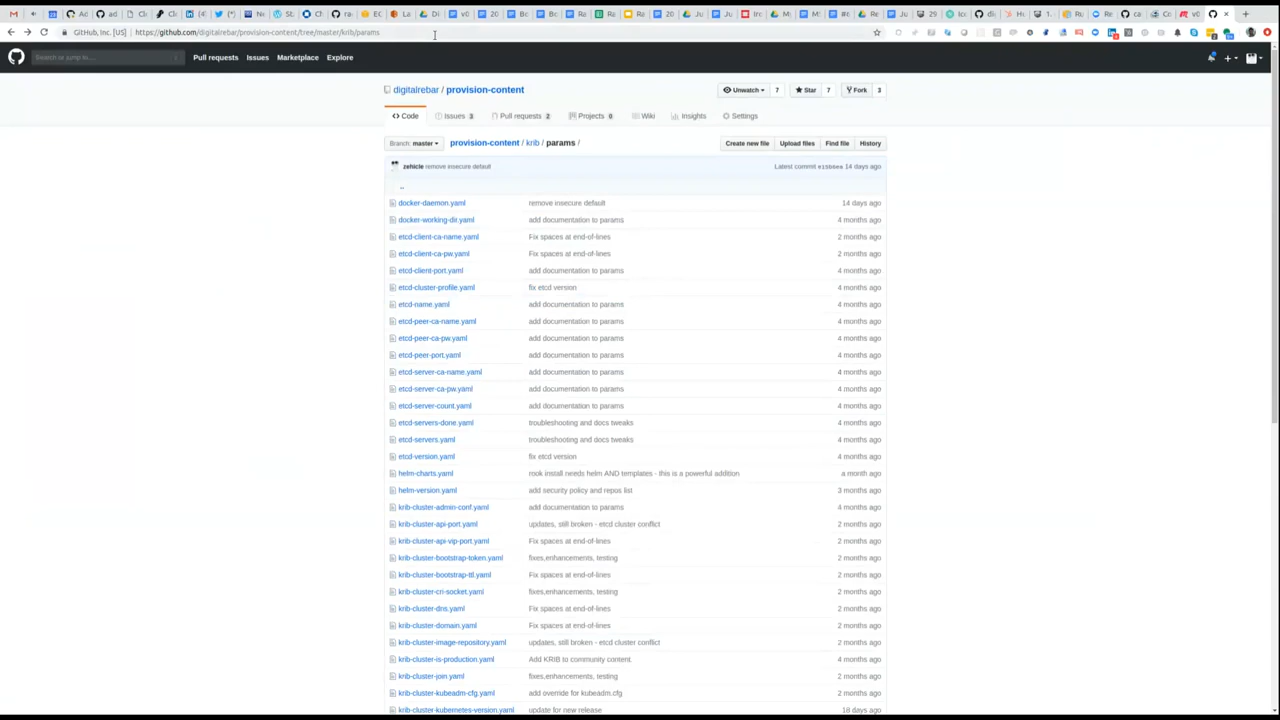 GitHub, Inc. [US] https://github.com/digitalrebar/provision-content/tree/master/krib/params
Search or jump to... / Pull requests Issues Marketplace Explore
digitalrebar / provision-content Unwatch 7 Star 7 Fork 3
Code Issues 3 Pull requests 2 Projects 0 Wiki Insights Settings
Branch: master provision-content / krib / params / Create new file Upload files Find file History
zehicle remove insecure default Latest commit 14 days ago
..
docker-daemon.yaml remove insecure default 14 days ago
docker-working-dir.yaml add documentation to params 4 months ago
etcd-client-ca-name.yaml Fix spaces at end-of-lines 2 months ago
etcd-client-ca-pw.yaml Fix spaces at end-of-lines 2 months ago
etcd-client-port.yaml add documentation to params 4 months ago
etcd-cluster-profile.yaml fix etcd version 2 months ago
etcd-name.yaml add documentation to params 4 months ago
etcd-peer-ca-name.yaml add documentation to params 4 months ago
etcd-peer-ca-pw.yaml add documentation to params 4 months ago
etcd-peer-port.yaml add documentation to params 4 months ago
etcd-server-ca-name.yaml add documentation to params 4 months ago
etcd-server-ca-pw.yaml add documentation to params 4 months ago
etcd-server-count.yaml add documentation to params 4 months ago
etcd-servers-done.yaml troubleshooting and docs tweaks 4 months ago
etcd-servers.yaml troubleshooting and docs tweaks 4 months ago
etcd-version.yaml fix etcd version 4 months ago
helm-charts.yaml rook install needs helm AND templates - this is a powerful addition a month ago
helm-version.yaml add security policy and repos list 3 months ago
krib-cluster-admin-conf.yaml add documentation to params 4 months ago
krib-cluster-api-port.yaml updates, still broken - etcd cluster conflict 2 months ago
krib-cluster-api-vip-port.yaml Fix spaces at end-of-lines 2 months ago
krib-cluster-bootstrap-token.yaml fixes,enhancements, testing 2 months ago
krib-cluster-bootstrap-ttl.yaml Fix spaces at end-of-lines 2 months ago
krib-cluster-cri-socket.yaml fixes,enhancements, testing 2 months ago
krib-cluster-dns.yaml Fix spaces at end-of-lines 2 months ago
krib-cluster-domain.yaml Fix spaces at end-of-lines 2 months ago
krib-cluster-image-repository.yaml updates, still broken - etcd cluster conflict 2 months ago
krib-cluster-is-production.yaml Add KRIB to community content. 4 months ago
krib-cluster-join.yaml fixes,enhancements, testing 2 months ago
krib-cluster-kubeadm-cfg.yaml add override for kubeadm.cfg 2 months ago
krib-cluster-kubernetes-version.yaml update for new release 18 days ago